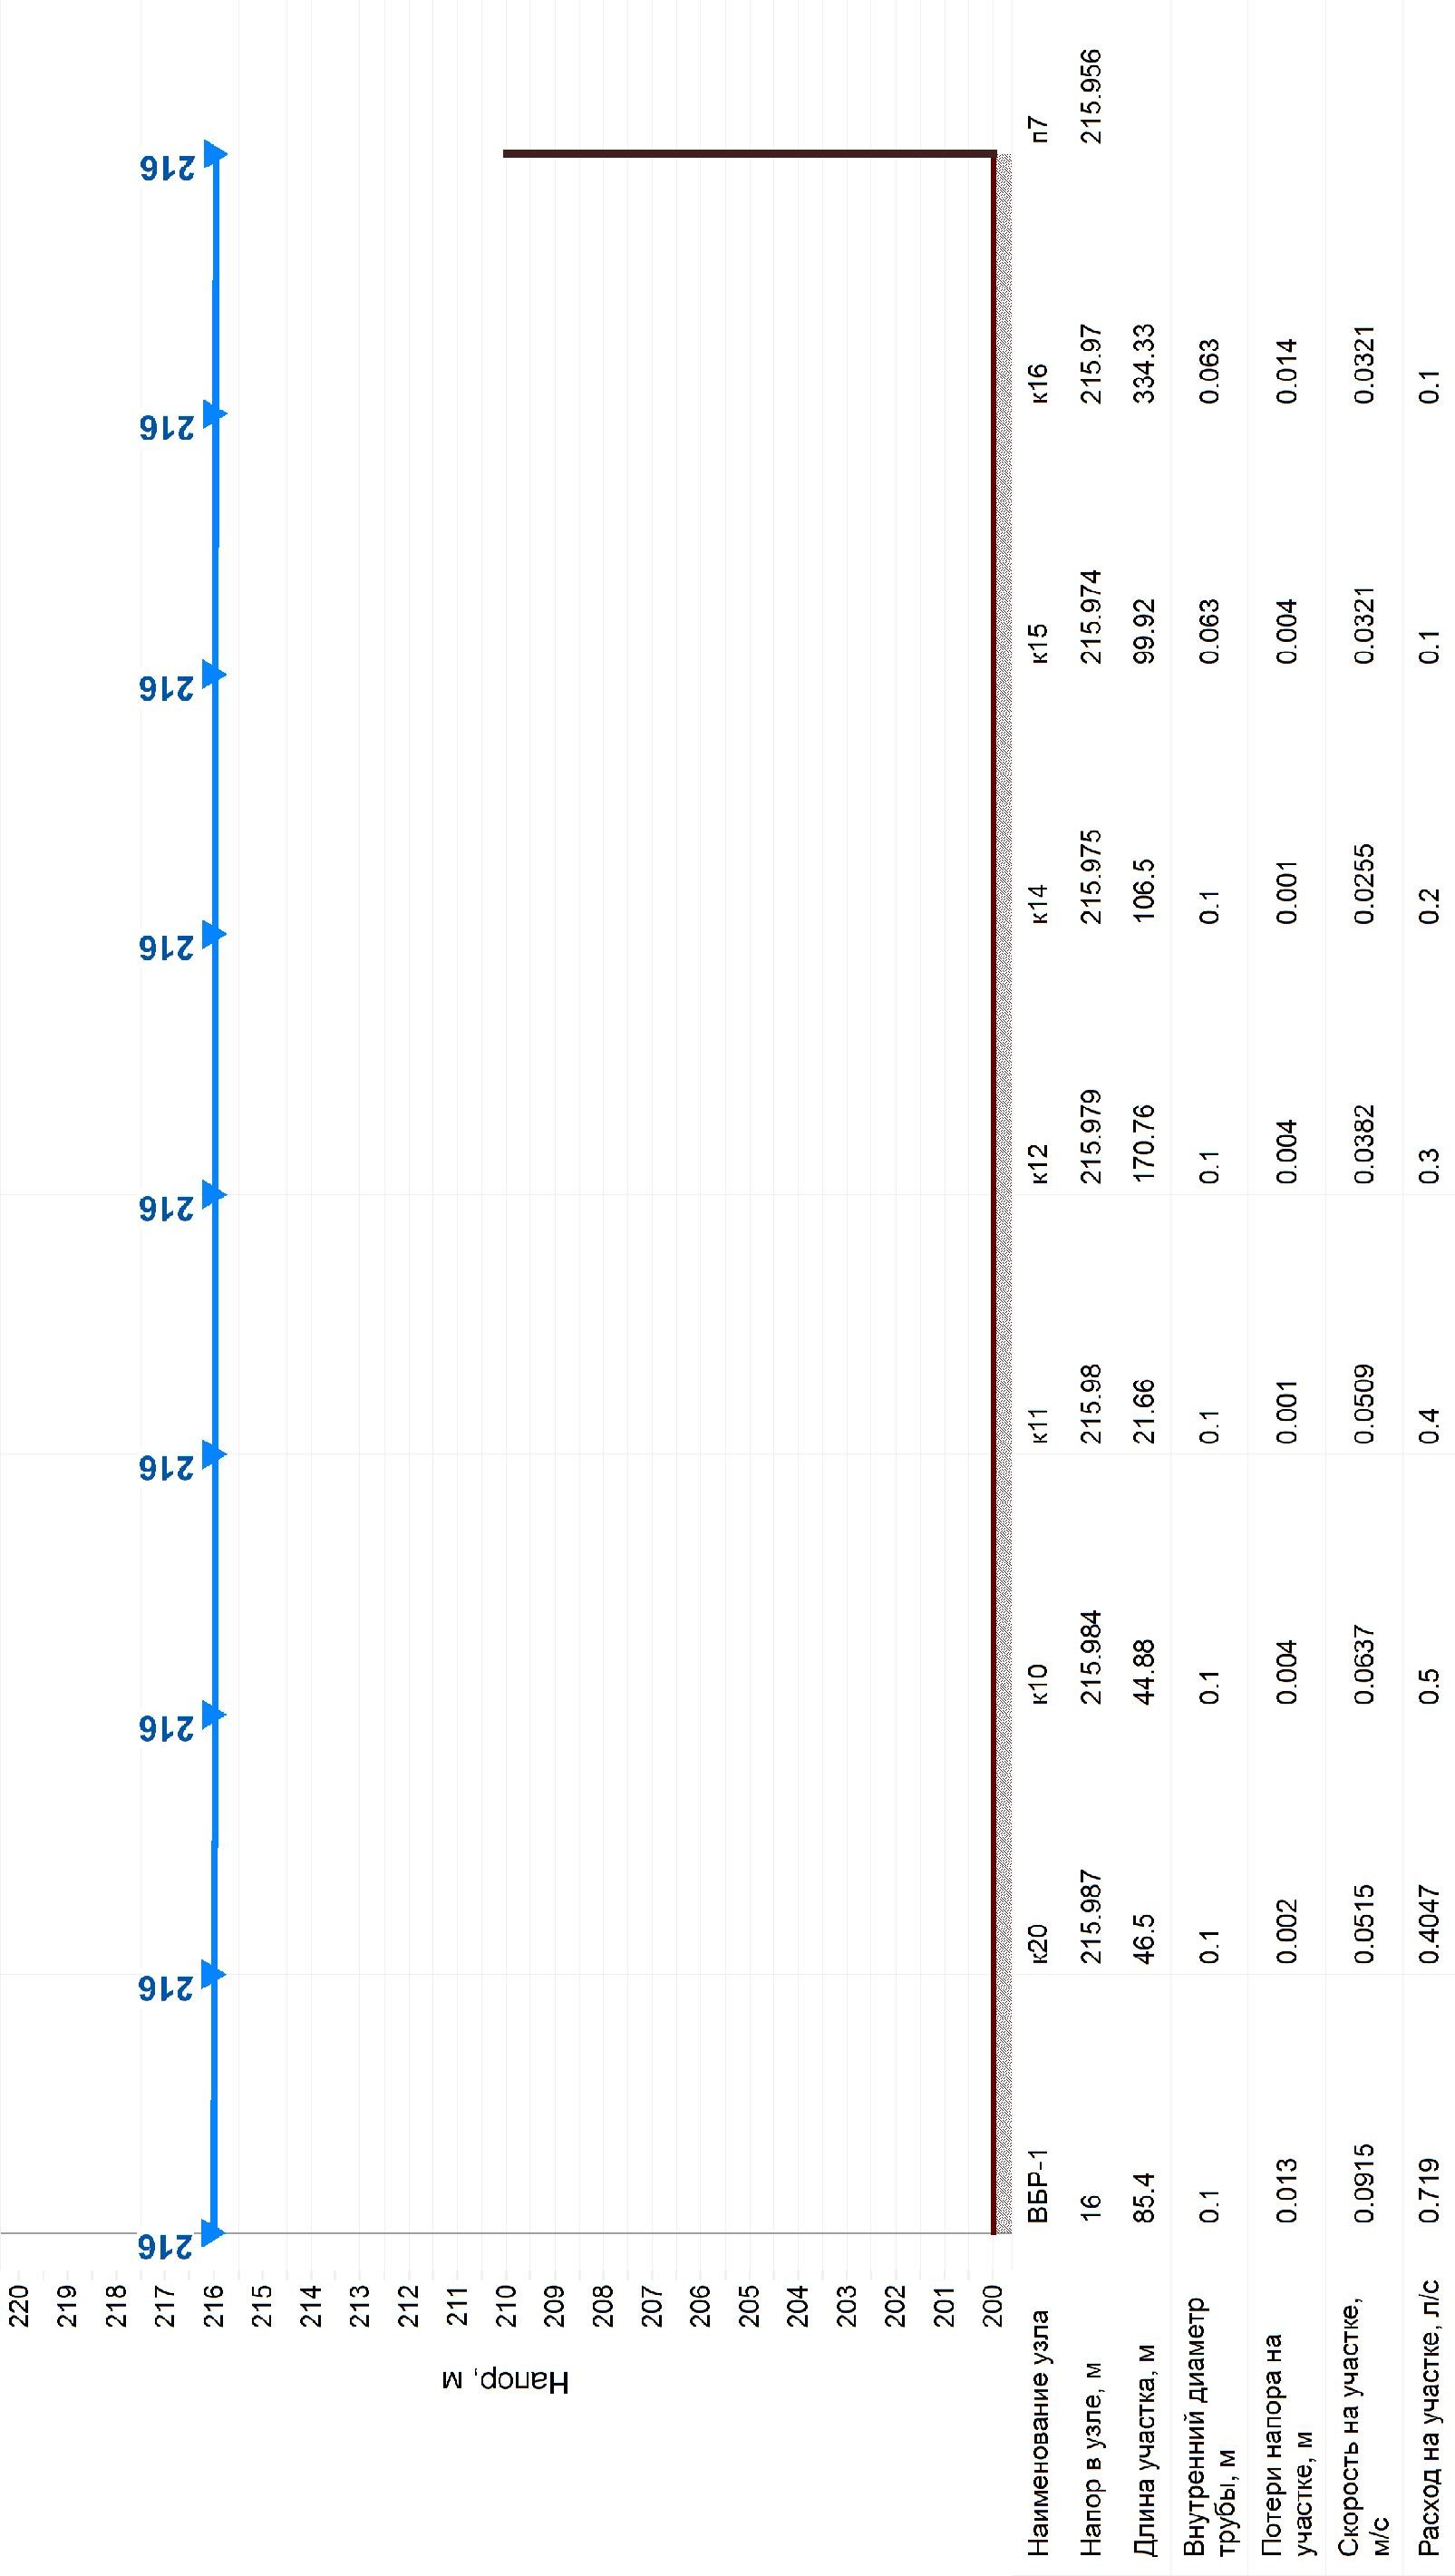 216 216 216 216 216 216 216 216 216
220
219
218
217
216
215
214
213
212
211
210
209
208
207
206
205
204
203
202
201
200
Напор, м
Наименование узла ВБР-1 к20 к10 к11 к12 к14 к15 к16 п7
Напор в узле, м 16 215.987 215.984 215.98 215.979 215.975 215.974 215.97 215.956
Длина участка, м 85.4 46.5 44.88 21.66 170.76 106.5 99.92 334.33
Внутренний диаметр
трубы, м 0.1 0.1 0.1 0.1 0.1 0.1 0.063 0.063
Потери напора на
участке, м 0.013 0.002 0.004 0.001 0.004 0.001 0.004 0.014
Скорость на участке,
м/с 0.0915 0.0515 0.0637 0.0509 0.0382 0.0255 0.0321 0.0321
Расход на участке, л/с 0.719 0.4047 0.5 0.4 0.3 0.2 0.1 0.1